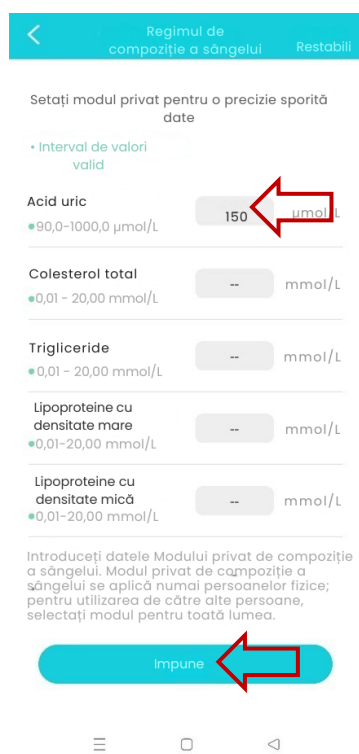 Regimul de
compoziție a sângelui
Restabili
Setați modul privat pentru o precizie sporită
date
• Interval de valori
valid
Acid uric
90,0-1000,0 µmol/L
150
µmol/L
Colesterol total
0,01 - 20,00 mmol/L
--
mmol/L
Trigliceride
0,01 - 20,00 mmol/L
--
mmol/L
Lipoproteine cu
densitate mare
0,01-20,00 mmol/L
--
mmol/L
Lipoproteine cu
densitate mică
0,01-20,00 mmol/L
--
mmol/L
Introduceți datele Modului privat de compoziție
a sângelui. Modul privat de compoziție a
sângelui se aplică numai persoanelor fizice;
pentru utilizarea de către alte persoane,
selectați modul pentru toată lumea.
Impune